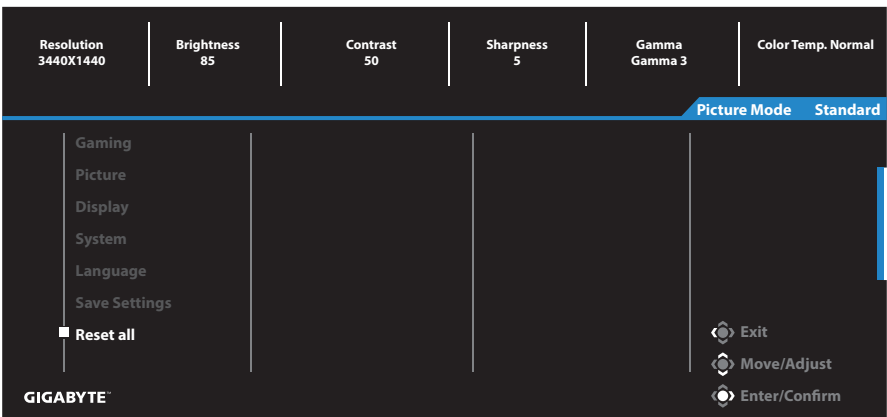 Resolution
3440X1440
Brightness
85
Contrast
50
Sharpness
5
Gamma
Gamma 3
Color Temp. Normal
Picture Mode Standard
Gaming
Picture
Display
System
Language
Save Settings
Reset all
Exit
Move/Adjust
Enter/Confirm
GIGABYTE™